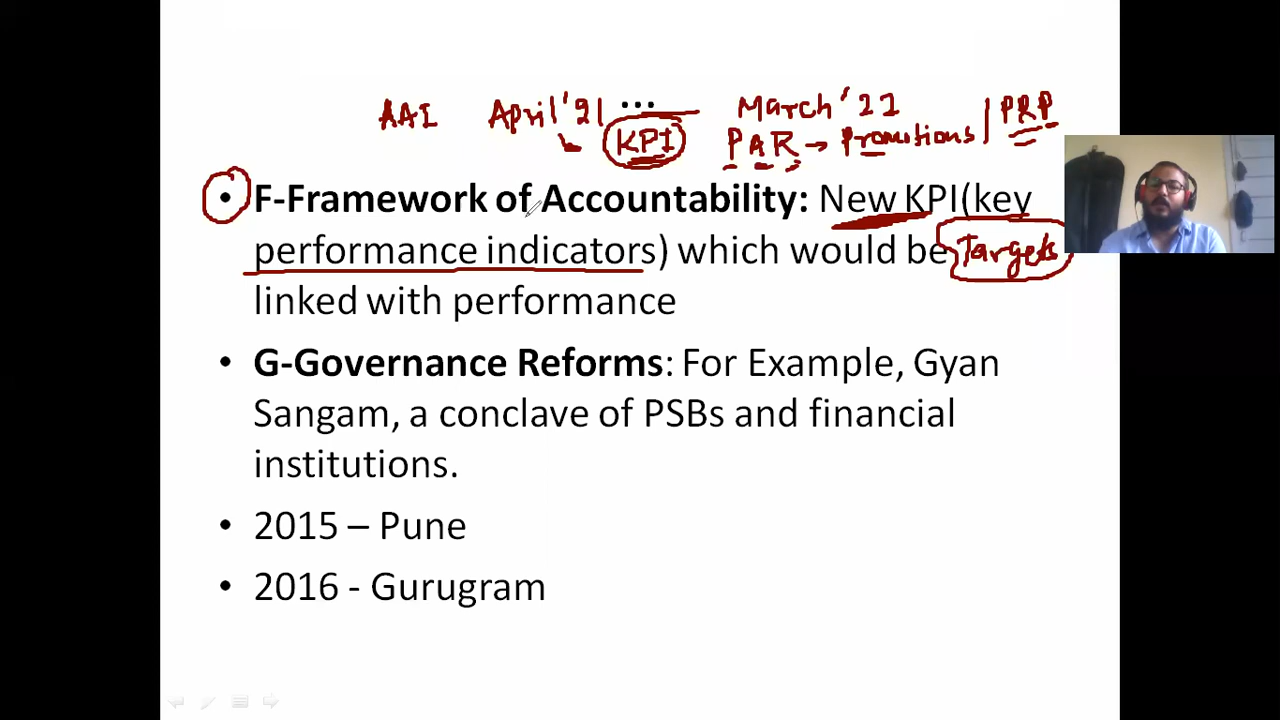 ...
AAI April '21 March '22 PRP
KPI PAR → Promotions
• F-Framework of Accountability: New KPI(key
performance indicators) which would be Targets
linked with performance
• G-Governance Reforms: For Example, Gyan
Sangam, a conclave of PSBs and financial
institutions.
• 2015 – Pune
• 2016 - Gurugram